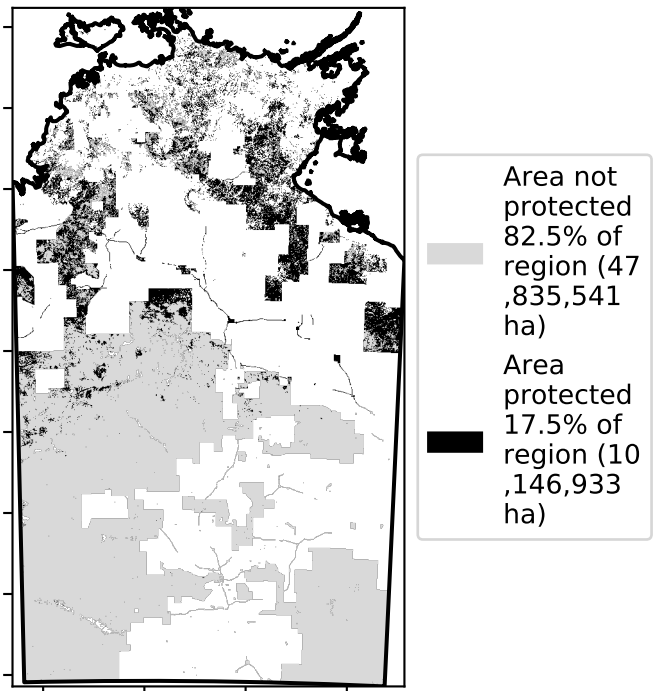 Area not
protected
82.5% of
region (47
,835,541
ha)
Area
protected
17.5% of
region (10
,146,933
ha)